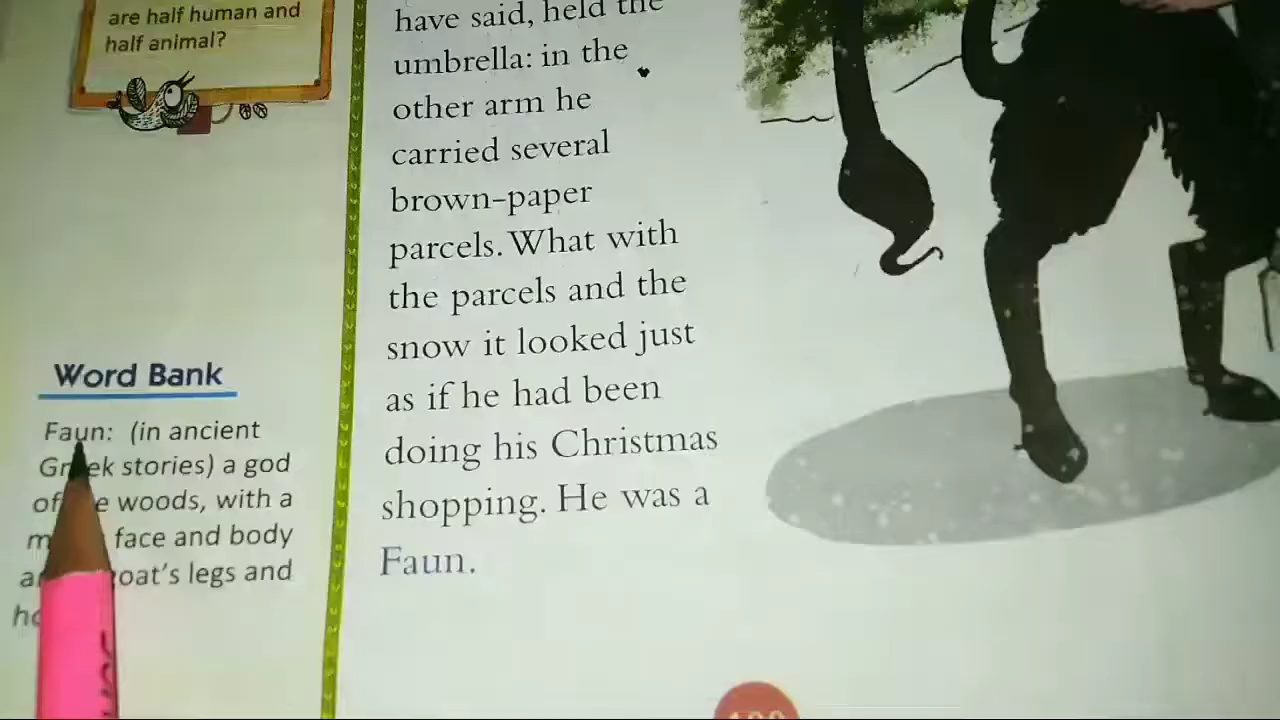 are half human and
half animal?
Word Bank
Faun: (in ancient
Greek stories) a god
of woods, with a
face and body
legs and
have said, held the
umbrella: in the
other arm he
carried several
brown-paper
parcels. What with
the parcels and the
snow it looked just
as if he had been
doing his Christmas
shopping. He was a
Faun.